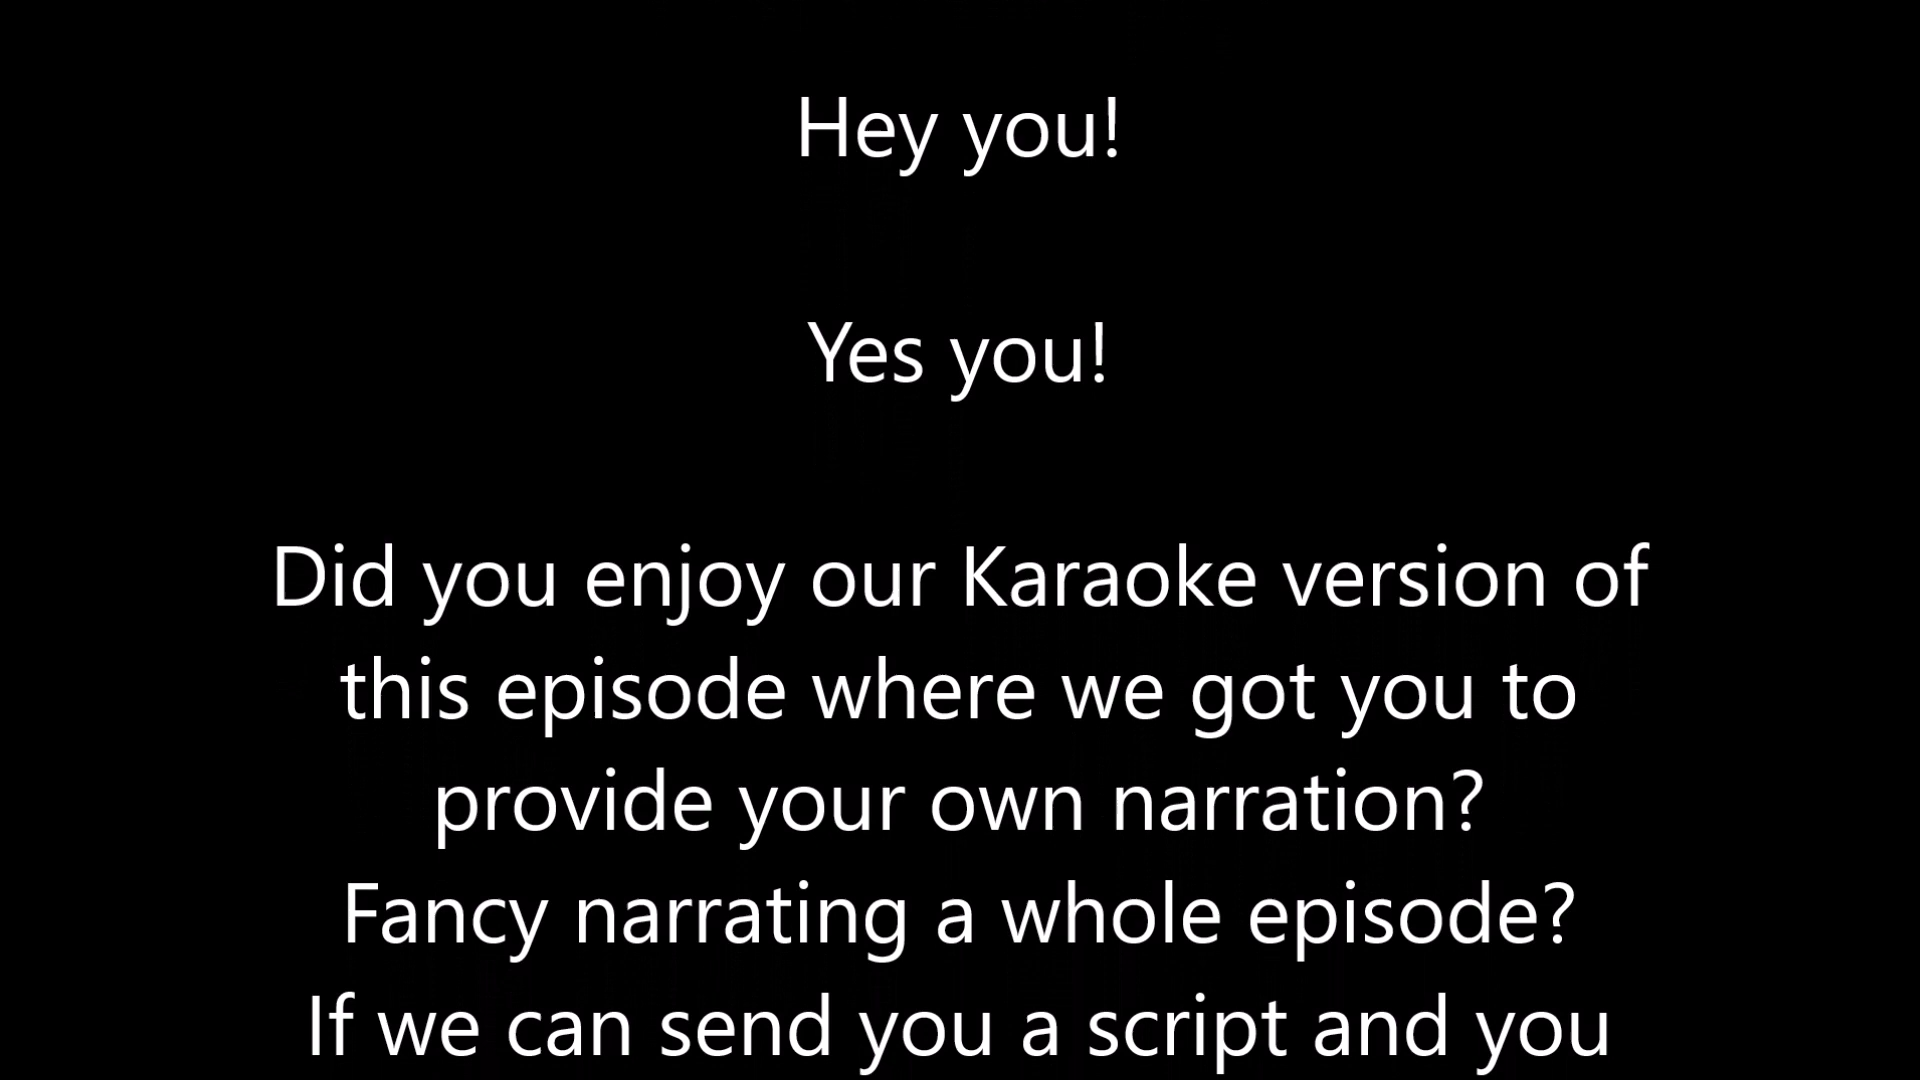 Hey you!
Yes you!
Did you enjoy our Karaoke version of
this episode where we got you to
provide your own narration?
Fancy narrating a whole episode?
If we can send you a script and you